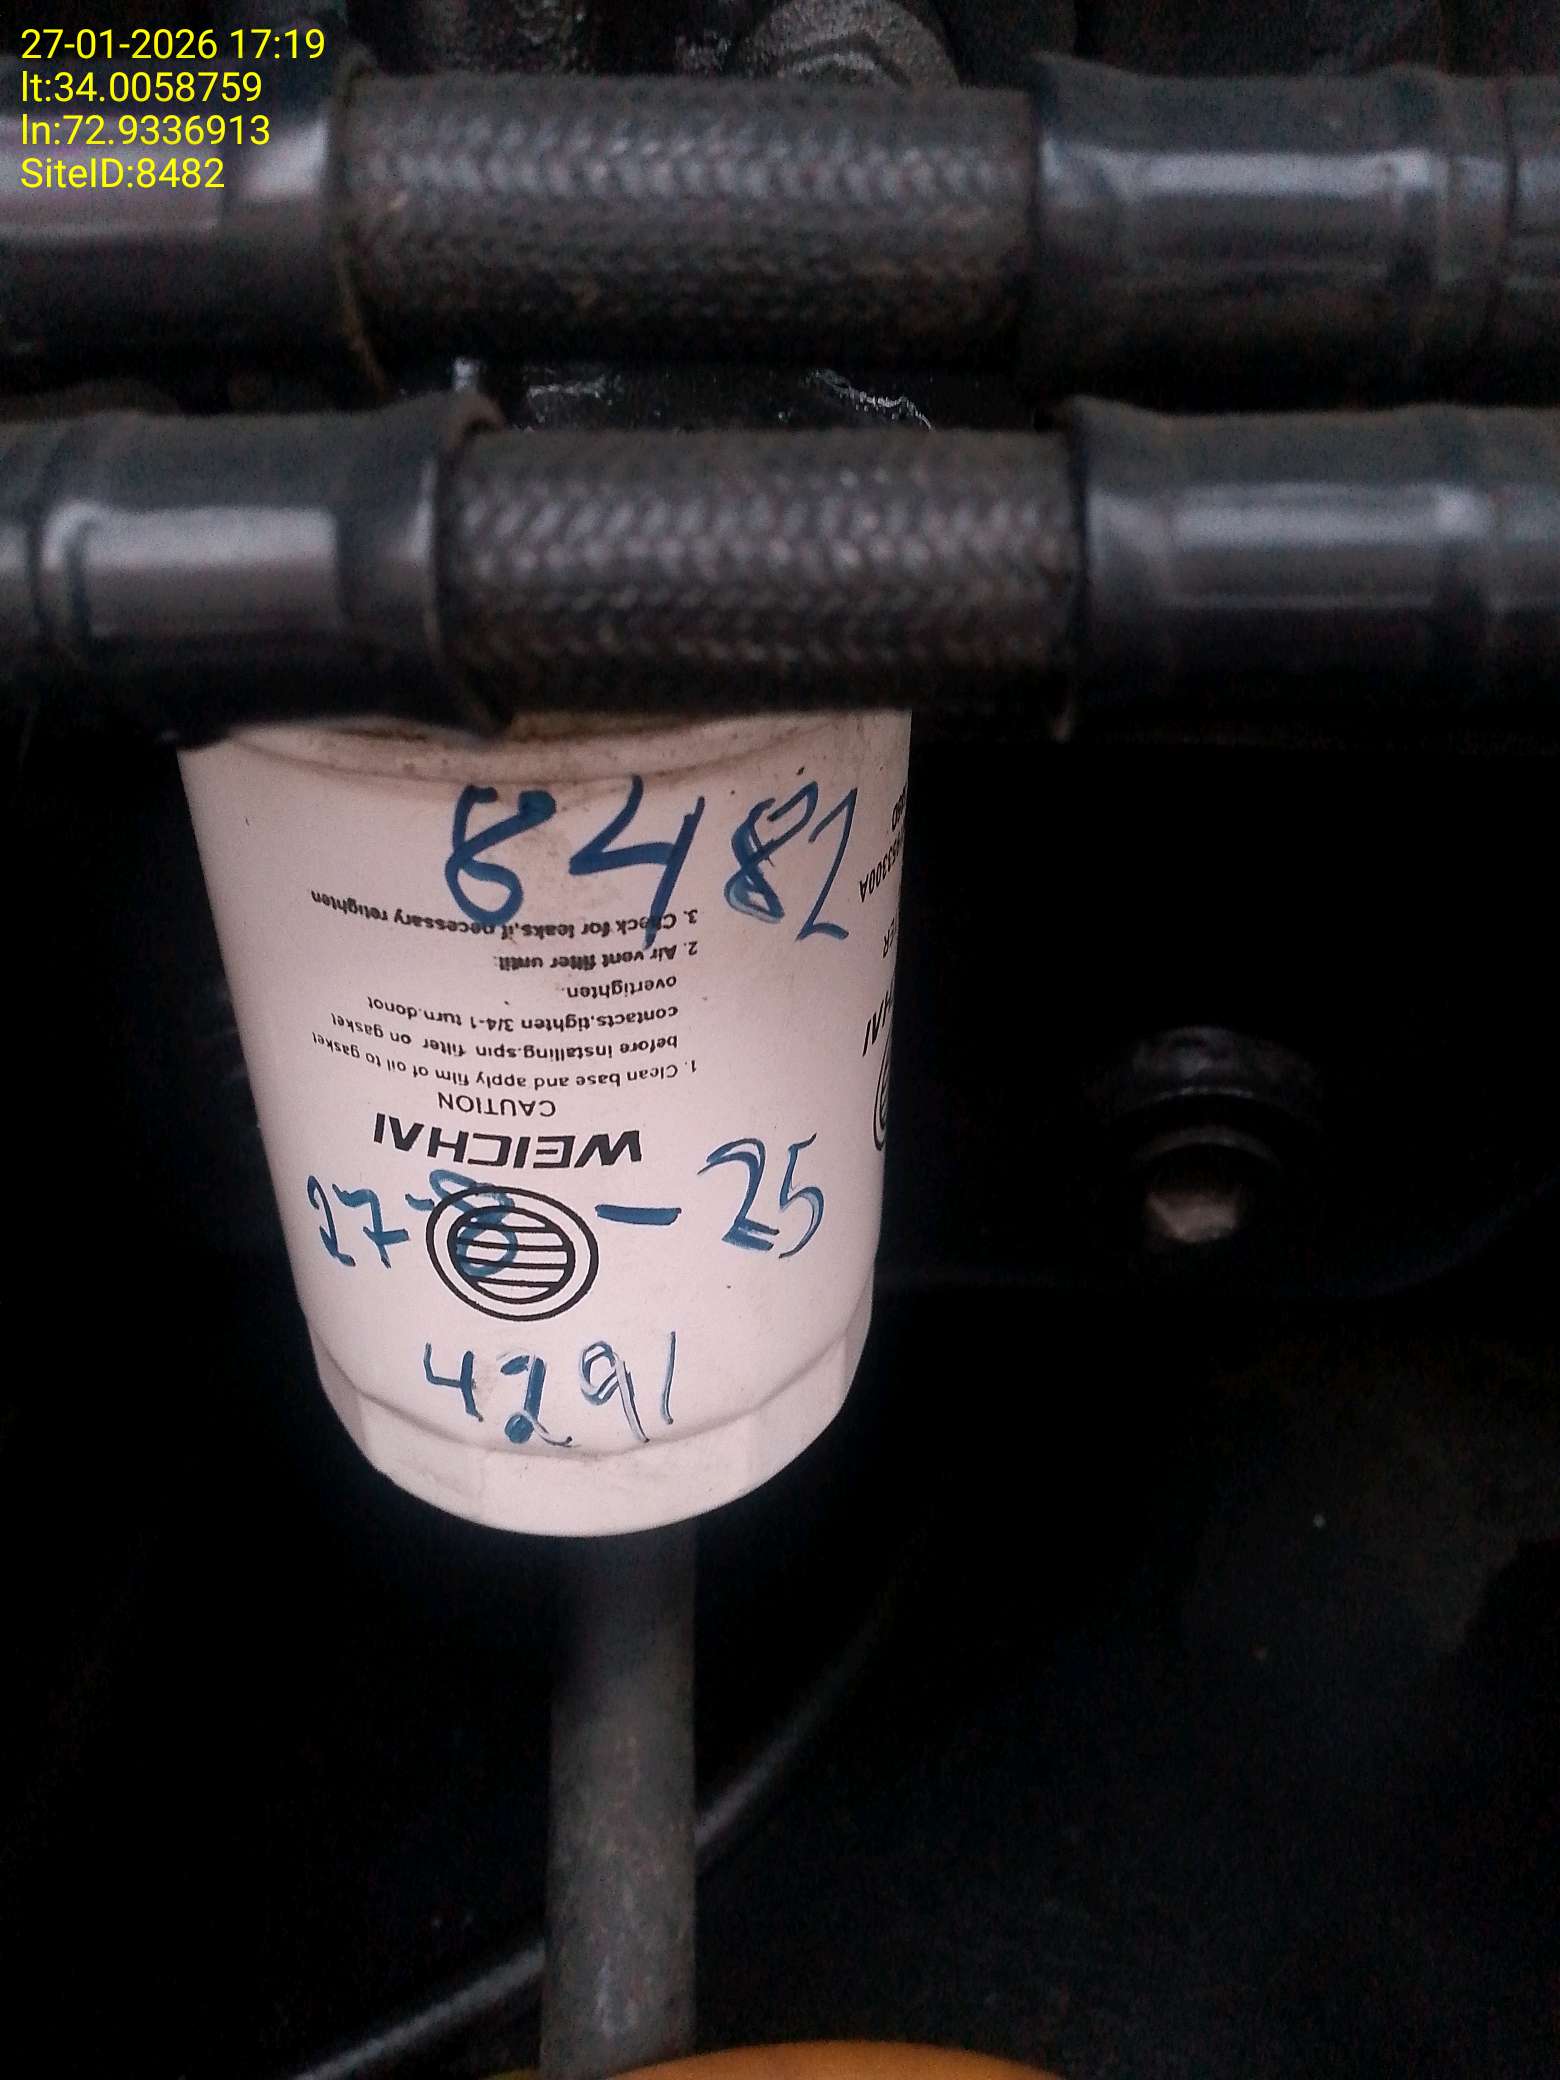 27-01-2026 17:19
lt:34.0058759
ln:72.9336913
SiteID:8482
8482
3. Check for leaks,if necessary retighten.
2. Air vent filter until.
overtighten.
contacts,tighten 3/4-1 turn.donot
before installing.spin filter on gasket
1. Clean base and apply film of oil to gasket
CAUTION
WEICHAI
27-8-25
4291